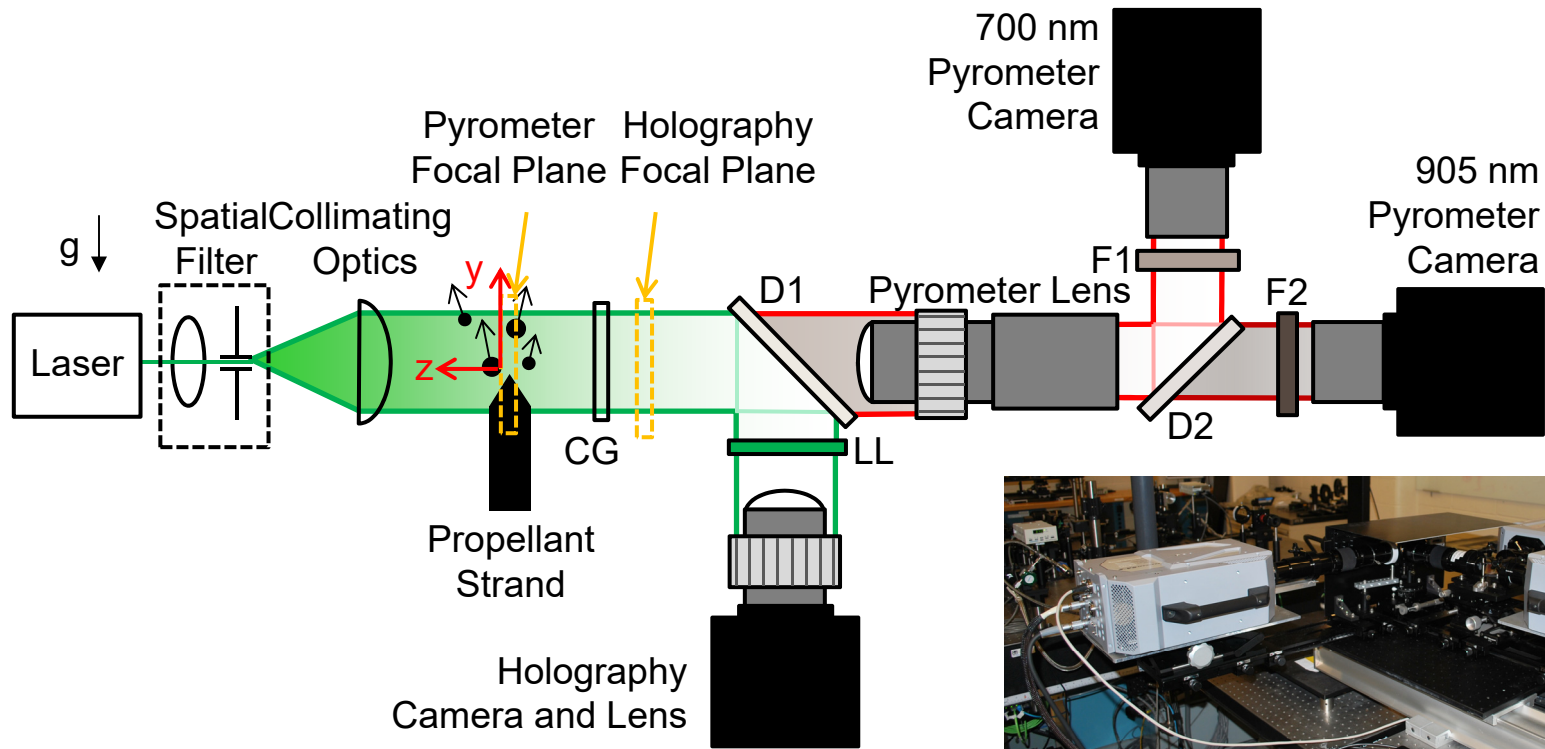 700 nm
Pyrometer
Camera
Pyrometer
Focal Plane
Holography
Focal Plane
905 nm
Pyrometer
Camera
Spatial
Filter
Collimating
Optics
g
F1
y
D1
Pyrometer Lens
F2
Laser
z
CG
LL
D2
Propellant
Strand
Holography
Camera and Lens